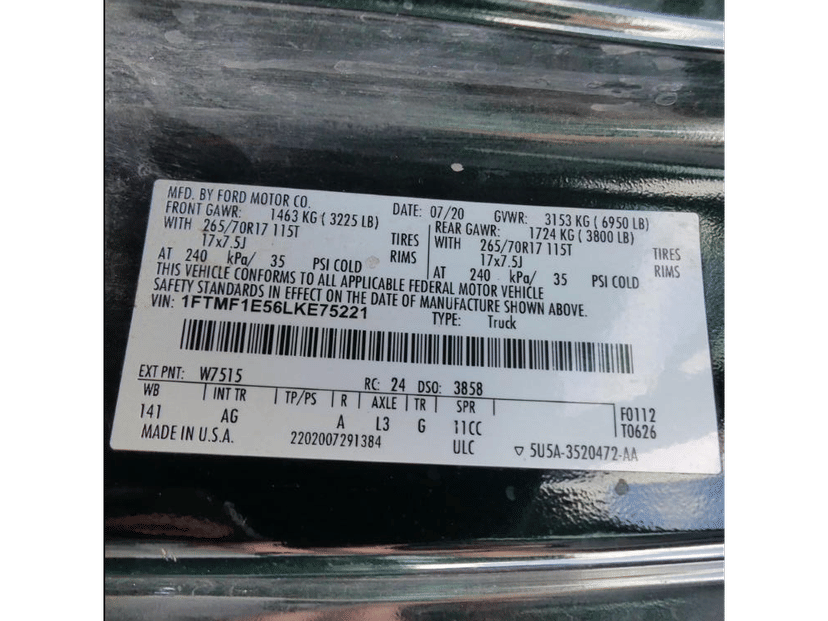 MFD. BY FORD MOTOR CO. DATE: 07/20 GVWR: 3153 KG ( 6950 LB)
FRONT GAWR: 1463 KG ( 3225 LB) REAR GAWR: 1724 KG ( 3800 LB)
WITH 265/70R17 115T TIRES WITH 265/70R17 115T TIRES
17x7.5J RIMS 17x7.5J RIMS
AT 240 kPa/ 35 PSI COLD AT 240 kPa/ 35 PSI COLD
THIS VEHICLE CONFORMS TO ALL APPLICABLE FEDERAL MOTOR VEHICLE
SAFETY STANDARDS IN EFFECT ON THE DATE OF MANUFACTURE SHOWN ABOVE.
VIN: 1FTMF1E56LKE75221 TYPE: Truck
EXT PNT: W7515 RC: 24 DSO: 3858
WB INT TR TP/PS R AXLE TR SPR F0112
141 AG A L3 G 11CC T0626
MADE IN U.S.A. 2202007291384 ULC ▽ 5U5A-3520472-AA